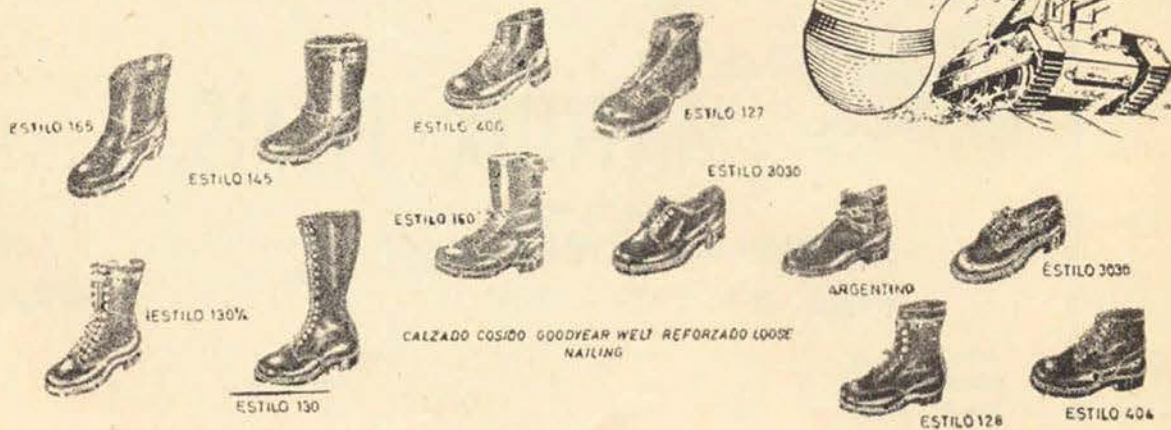 ESTILO 165
ESTILO 145
ESTILO 400
ESTILO 127
ESTILO 160
ESTILO 3030
ARGENTINO
ESTILO 3036
ESTILO 130¼
ESTILO 130
CALZADO COSIDO GOODYEAR WELT REFORZADO LOOSE
NAILING
ESTILO 128
ESTILO 404